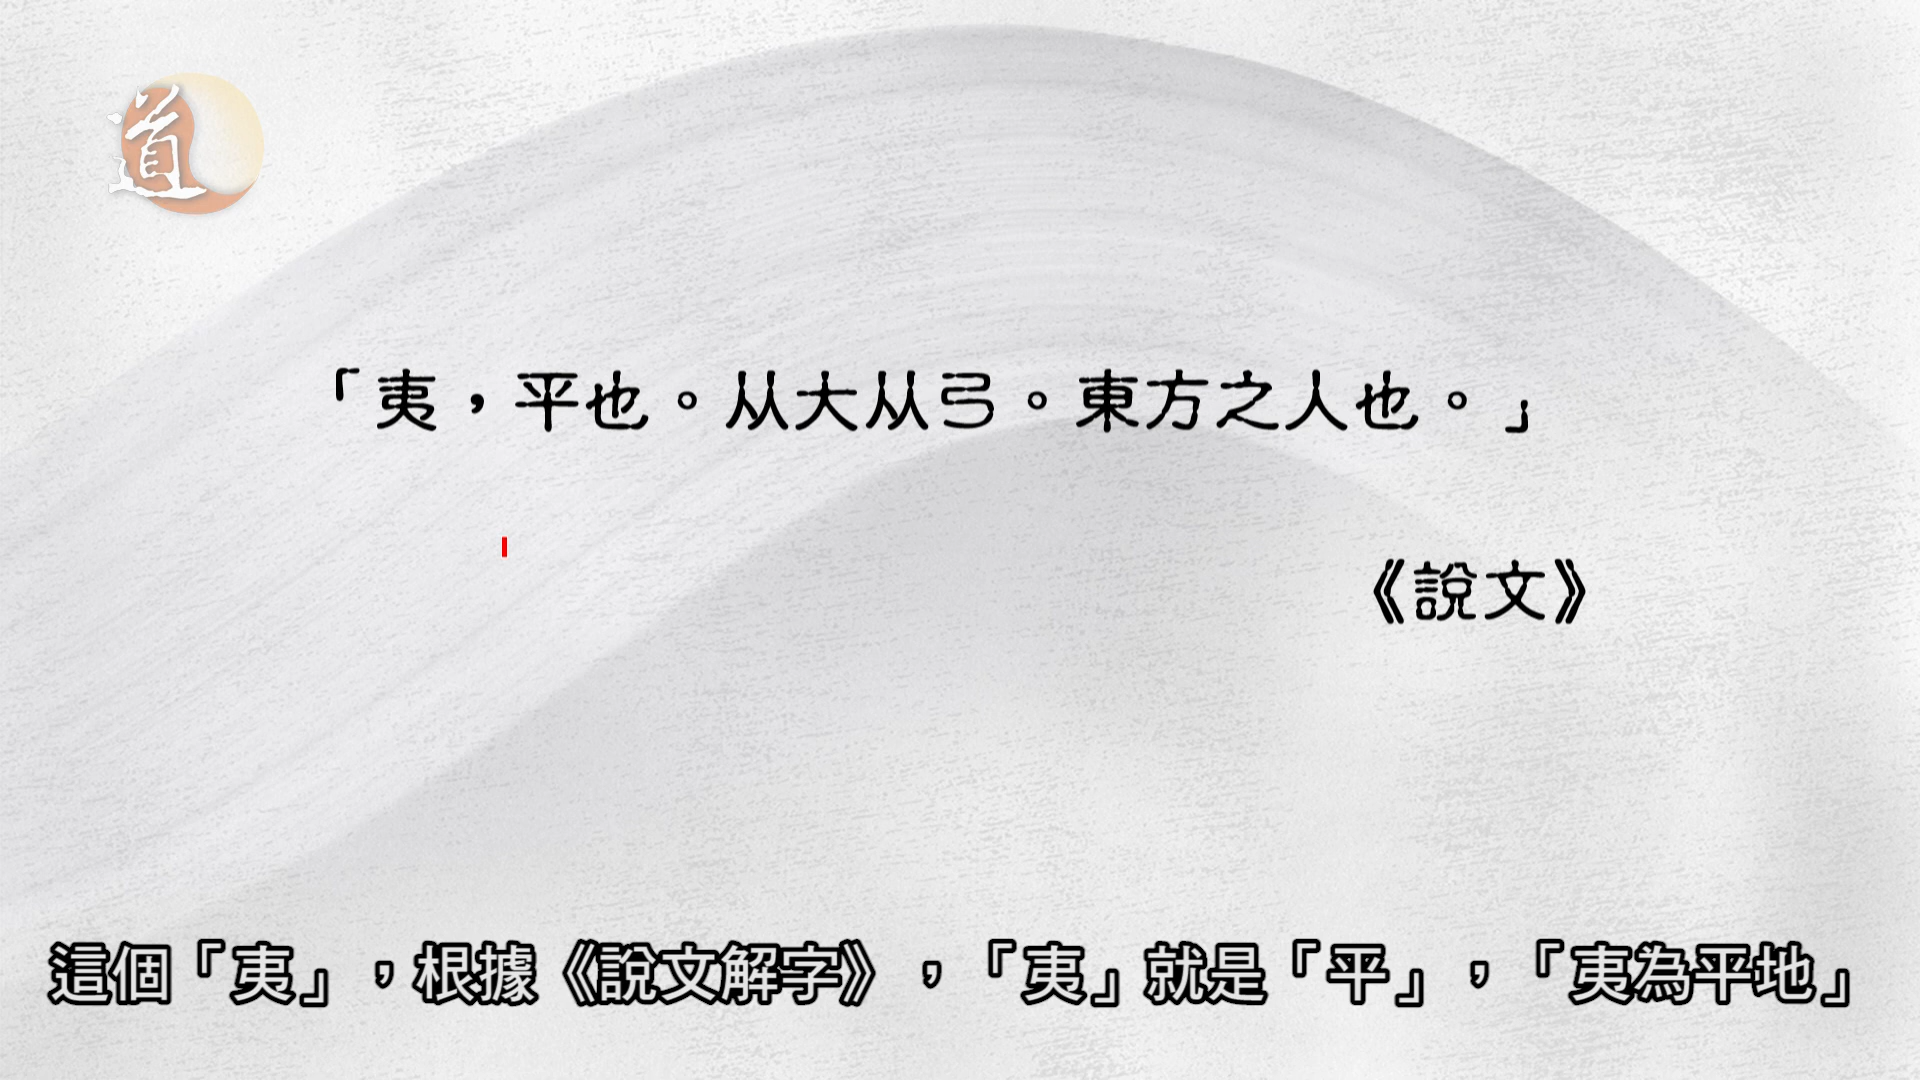 道
「夷，平也。从大从弓。東方之人也。」
《說文》
這個「夷」，根據《說文解字》，「夷」就是「平」，「夷為平地」